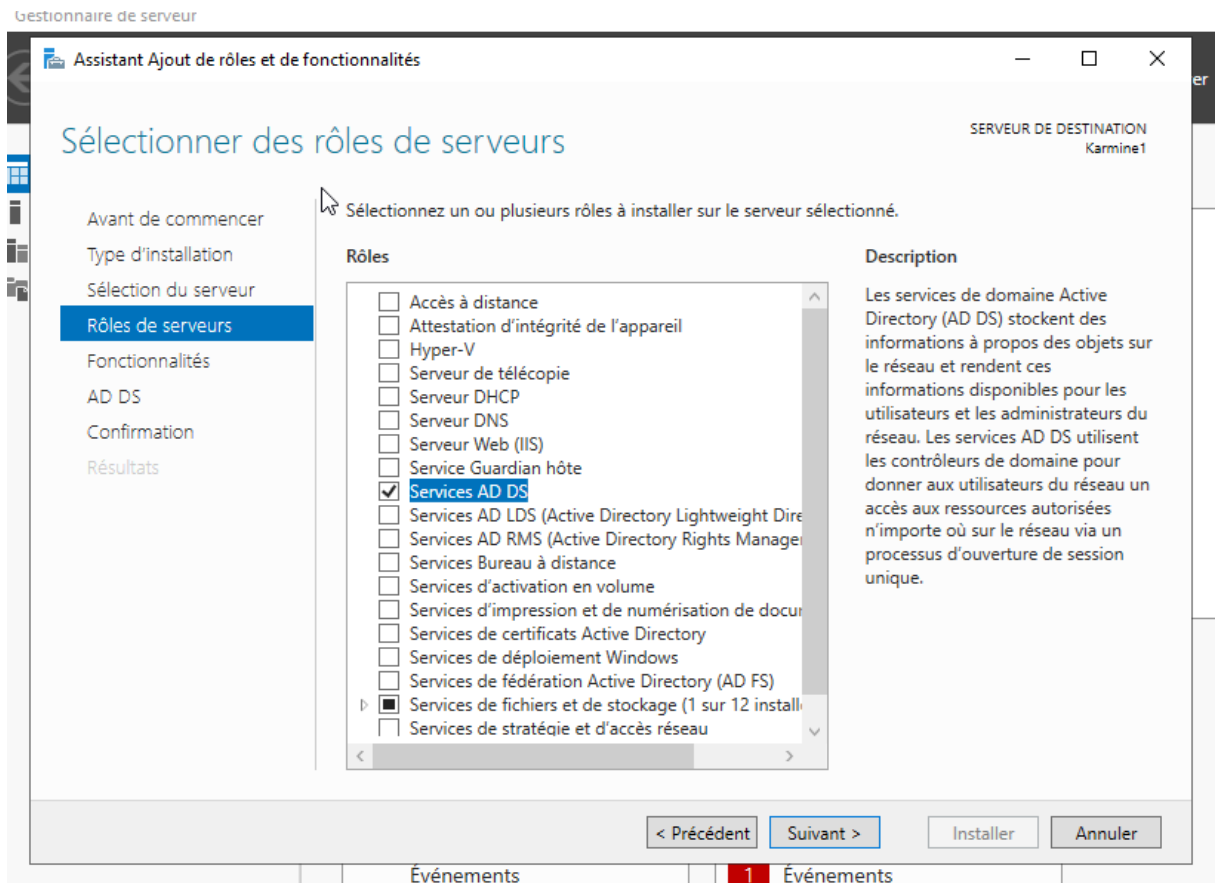 Gestionnaire de serveur
Assistant Ajout de rôles et de fonctionnalités
er
Sélectionner des rôles de serveurs
SERVEUR DE DESTINATION
Karmine1
Avant de commencer
Type d'installation
Sélection du serveur
Rôles de serveurs
Fonctionnalités
AD DS
Confirmation
Résultats
Sélectionnez un ou plusieurs rôles à installer sur le serveur sélectionné.
Rôles
Accès à distance
Attestation d’intégrité de l’appareil
Hyper-V
Serveur de télécopie
Serveur DHCP
Serveur DNS
Serveur Web (IIS)
Service Guardian hôte
Services AD DS
Services AD LDS (Active Directory Lightweight Dire
Services AD RMS (Active Directory Rights Manager
Services Bureau à distance
Services d’activation en volume
Services d’impression et de numérisation de docur
Services de certificats Active Directory
Services de déploiement Windows
Services de fédération Active Directory (AD FS)
Services de fichiers et de stockage (1 sur 12 install
Services de stratégie et d’accès réseau
Description
Les services de domaine Active
Directory (AD DS) stockent des
informations à propos des objets sur
le réseau et rendent ces
informations disponibles pour les
utilisateurs et les administrateurs du
réseau. Les services AD DS utilisent
les contrôleurs de domaine pour
donner aux utilisateurs du réseau un
accès aux ressources autorisées
n’importe où sur le réseau via un
processus d’ouverture de session
unique.
< Précédent
Suivant >
Installer
Annuler
Événements
1 Événements